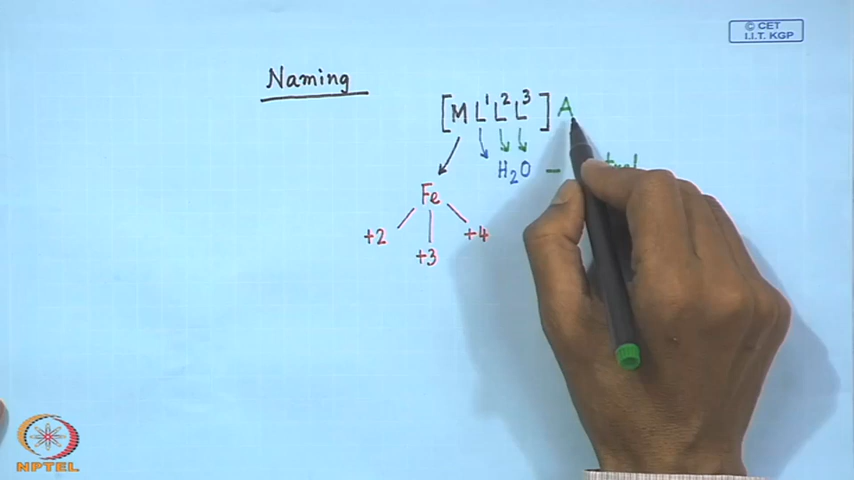 © CET
I.I.T. KGP
Naming
[M L¹ L² L³] A
H₂O –
Fe
+2
+3
+4
NPTEL